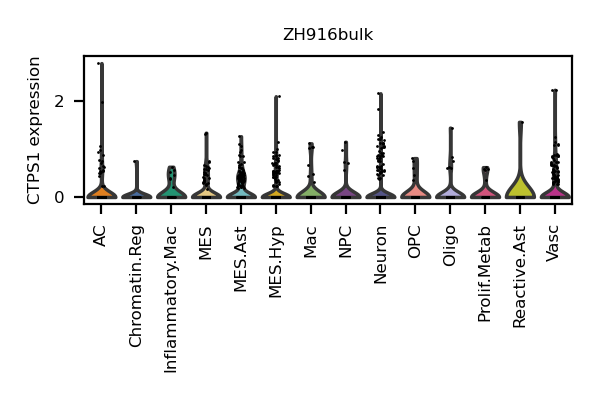 ZH916bulk
CTPS1 expression
2
0
AC
Chromatin.Reg
Inflammatory.Mac
MES
MES.Ast
MES.Hyp
Mac
NPC
Neuron
OPC
Oligo
Prolif.Metab
Reactive.Ast
Vasc